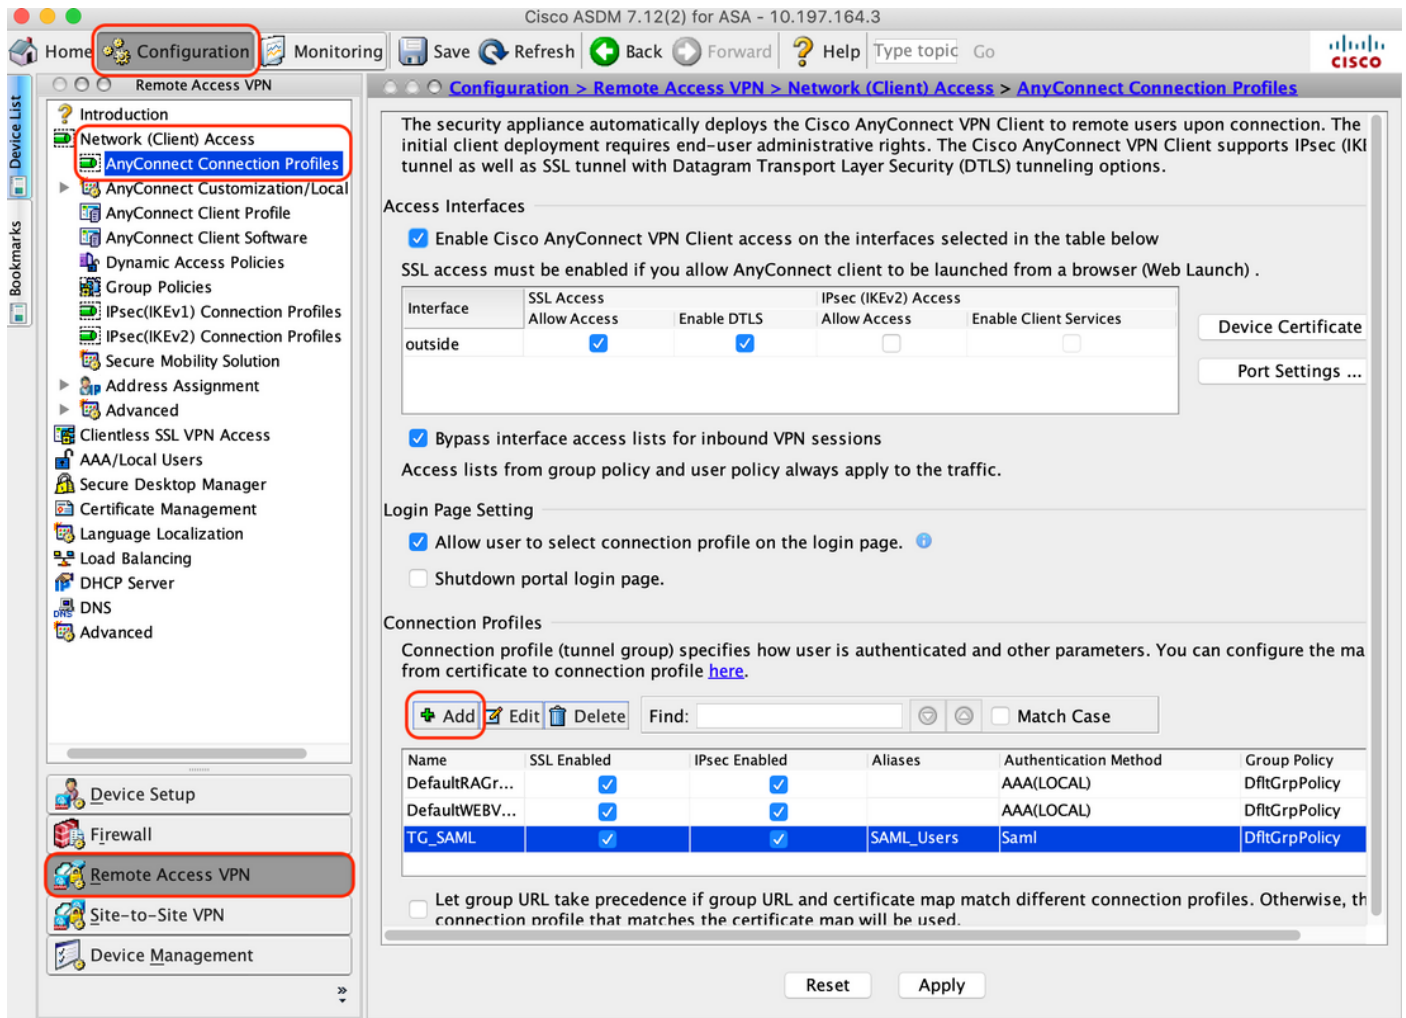 Cisco ASDM 7.12(2) for ASA - 10.197.164.3
Home Configuration Monitoring Save Refresh Back Forward Help Type topic Go
cisco
Device List
Bookmarks
Remote Access VPN
Introduction
Network (Client) Access
AnyConnect Connection Profiles
AnyConnect Customization/Local
AnyConnect Client Profile
AnyConnect Client Software
Dynamic Access Policies
Group Policies
IPsec(IKEv1) Connection Profiles
IPsec(IKEv2) Connection Profiles
Secure Mobility Solution
Address Assignment
Advanced
Clientless SSL VPN Access
AAA/Local Users
Secure Desktop Manager
Certificate Management
Language Localization
Load Balancing
DHCP Server
DNS
Advanced
Device Setup
Firewall
Remote Access VPN
Site-to-Site VPN
Device Management
»
Configuration > Remote Access VPN > Network (Client) Access > AnyConnect Connection Profiles
The security appliance automatically deploys the Cisco AnyConnect VPN Client to remote users upon connection. The
initial client deployment requires end-user administrative rights. The Cisco AnyConnect VPN Client supports IPsec (IKE
tunnel as well as SSL tunnel with Datagram Transport Layer Security (DTLS) tunneling options.
Access Interfaces
Enable Cisco AnyConnect VPN Client access on the interfaces selected in the table below
SSL access must be enabled if you allow AnyConnect client to be launched from a browser (Web Launch) .
Interface SSL Access IPsec (IKEv2) Access
Allow Access Enable DTLS Allow Access Enable Client Services
outside
Device Certificate
Port Settings ...
Bypass interface access lists for inbound VPN sessions
Access lists from group policy and user policy always apply to the traffic.
Login Page Setting
Allow user to select connection profile on the login page.
Shutdown portal login page.
Connection Profiles
Connection profile (tunnel group) specifies how user is authenticated and other parameters. You can configure the ma
from certificate to connection profile here.
Add Edit Delete Find: Match Case
Name SSL Enabled IPsec Enabled Aliases Authentication Method Group Policy
DefaultRAGr... AAA(LOCAL) DfltGrpPolicy
DefaultWEBV... AAA(LOCAL) DfltGrpPolicy
TG_SAML SAML_Users Saml DfltGrpPolicy
Let group URL take precedence if group URL and certificate map match different connection profiles. Otherwise, th
connection profile that matches the certificate map will be used.
Reset Apply